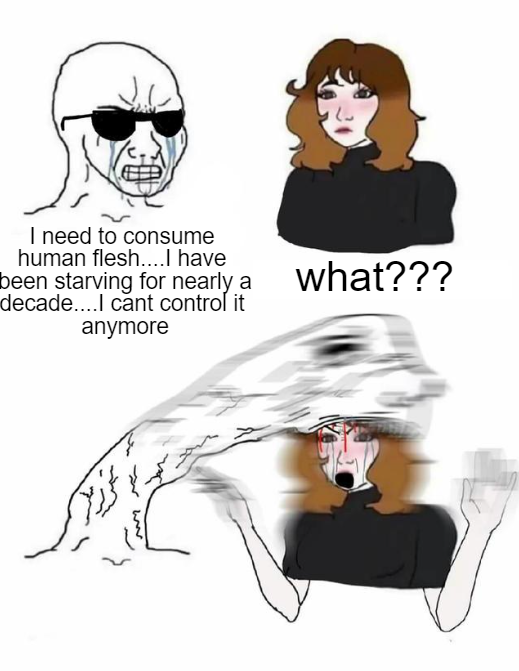 I need to consume
human flesh....I have
been starving for nearly a
decade....I cant control it
anymore
what???